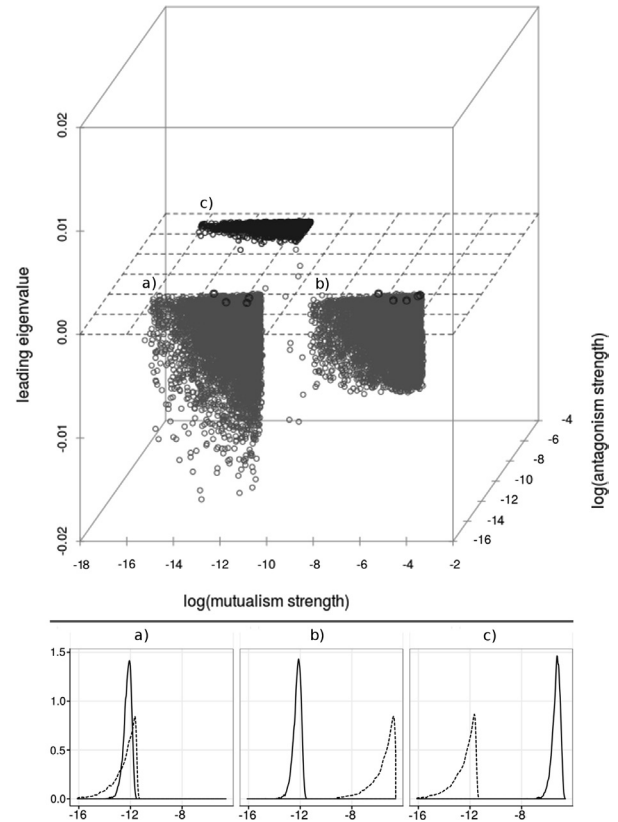 0.02
0.01
0.00
-0.01
-0.02
leading eigenvalue
c)
a)
b)
-4
-6
-8
-10
-12
-14
-16
log(antagonism strength)
-18 -16 -14 -12 -10 -8 -6 -4 -2
log(mutualism strength)
a) b) c)
1.5
1.0
0.5
0.0
-16 -12 -8 -16 -12 -8 -16 -12 -8